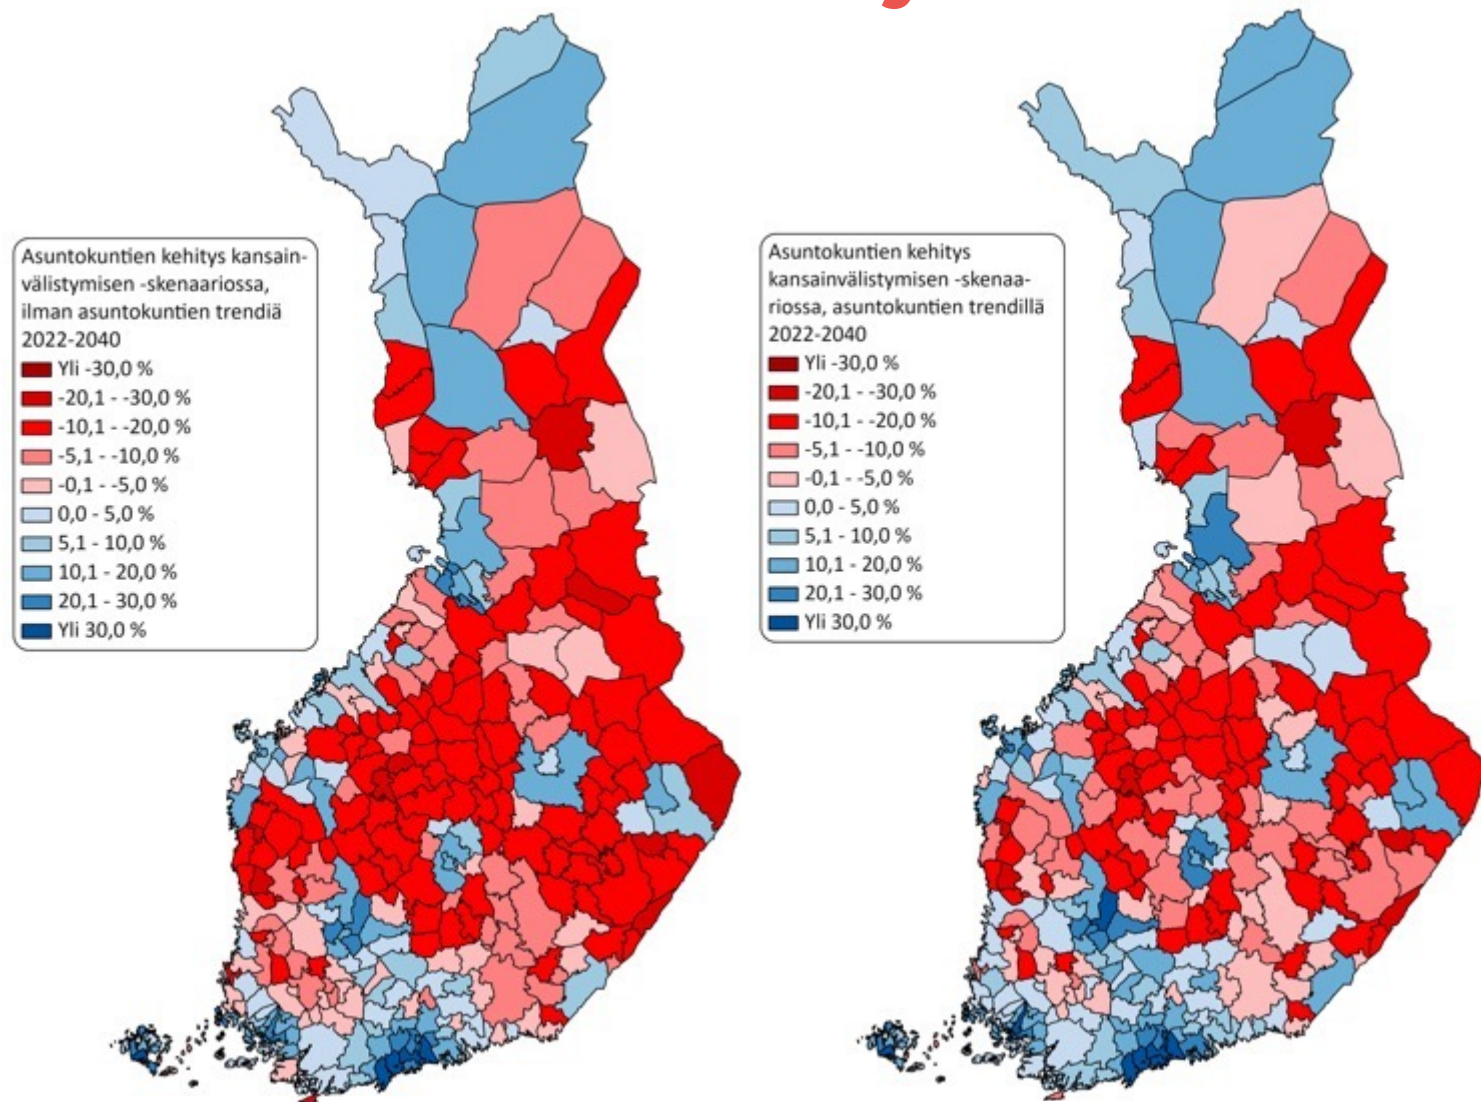 Asuntokuntien kehitys kansain-
välistymisen -skenaariossa,
ilman asuntokuntien trendiä
2022-2040
Yli -30,0 %
-20,1 - -30,0 %
-10,1 - -20,0 %
-5,1 - -10,0 %
-0,1 - -5,0 %
0,0 - 5,0 %
5,1 - 10,0 %
10,1 - 20,0 %
20,1 - 30,0 %
Yli 30,0 %
Asuntokuntien kehitys
kansainvälistymisen -skenaa-
riossa, asuntokuntien trendillä
2022-2040
Yli -30,0 %
-20,1 - -30,0 %
-10,1 - -20,0 %
-5,1 - -10,0 %
-0,1 - -5,0 %
0,0 - 5,0 %
5,1 - 10,0 %
10,1 - 20,0 %
20,1 - 30,0 %
Yli 30,0 %